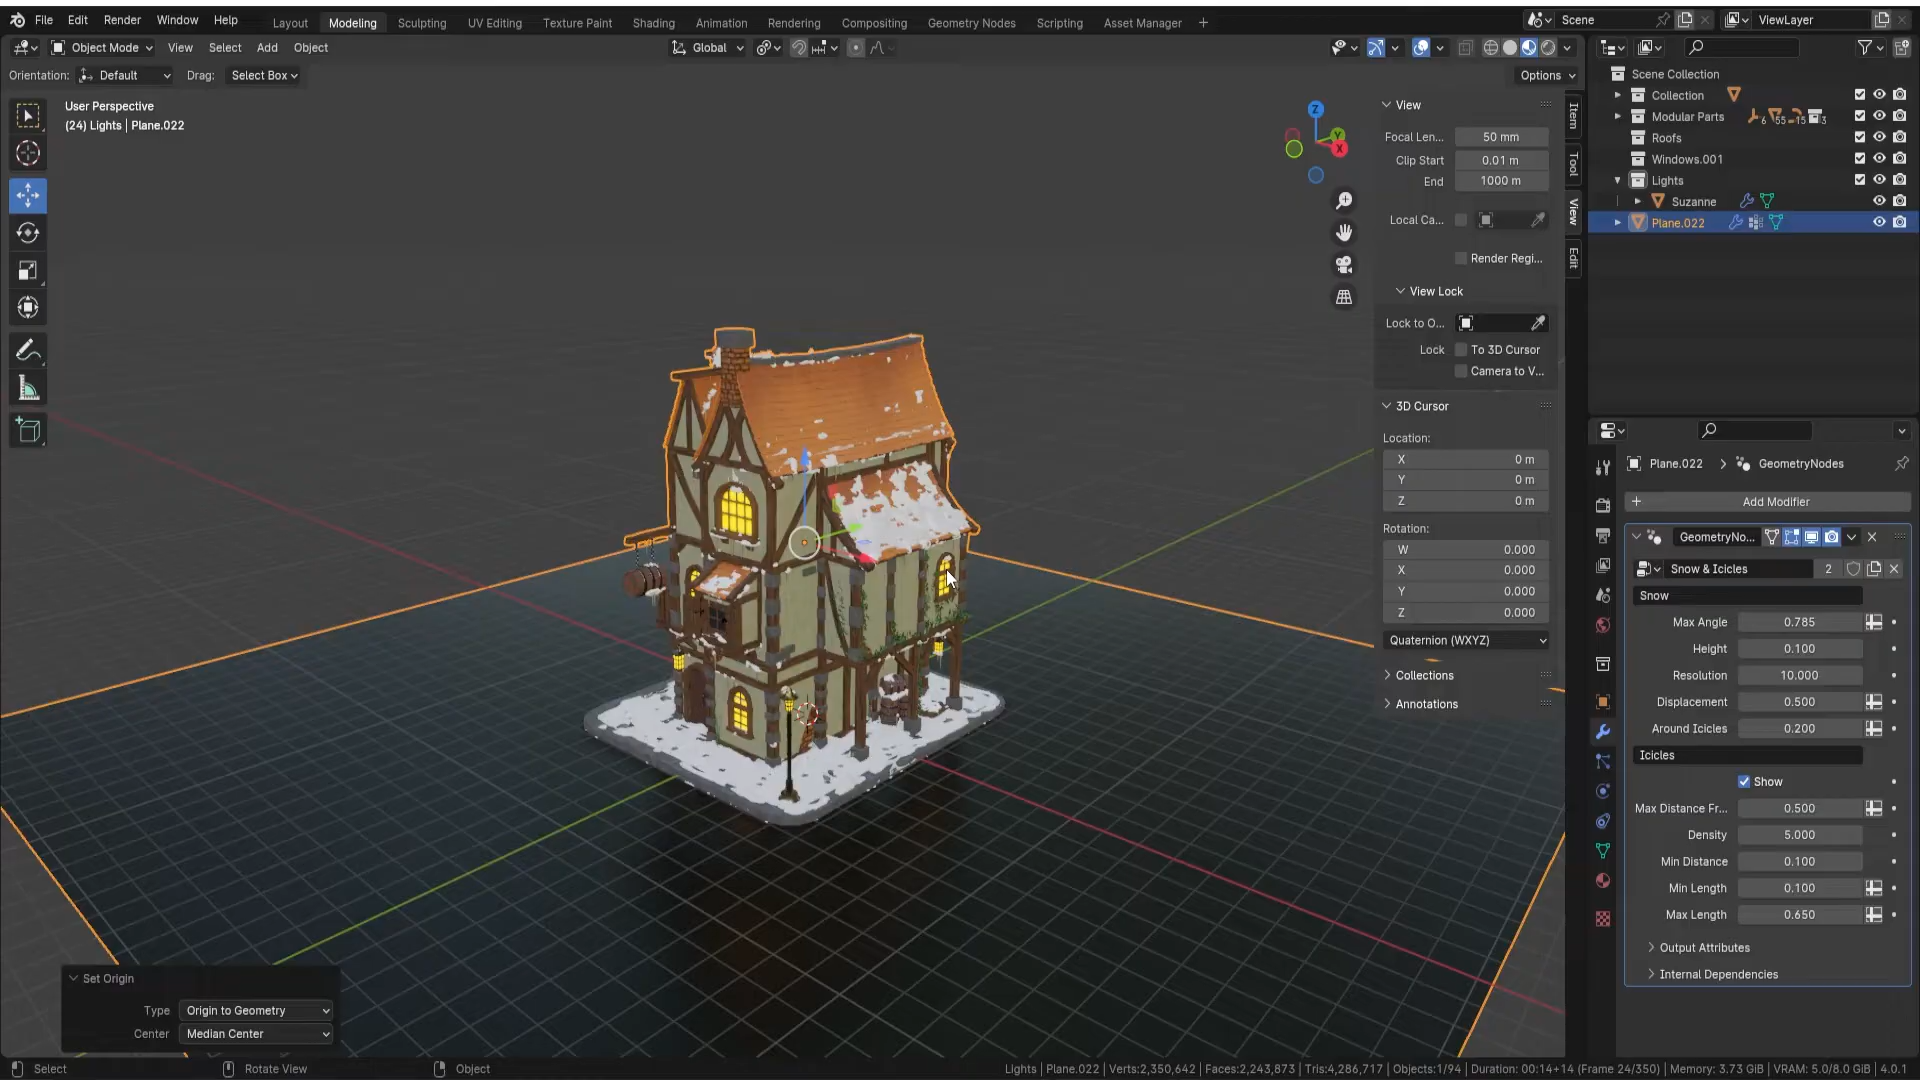 File Edit Render Window Help Layout Modeling Sculpting UV Editing Texture Paint Shading Animation Rendering Compositing Geometry Nodes Scripting Asset Manager + Scene ViewLayer
Object Mode View Select Add Object Global
Orientation: Default Drag: Select Box Options
User Perspective
(24) Lights | Plane.022
Z
Y
X
View
Focal Len... 50 mm
Clip Start 0.01 m
End 1000 m
Local Ca...
Render Regi...
View Lock
Lock to O...
Lock To 3D Cursor
Camera to V...
3D Cursor
Location:
X 0 m
Y 0 m
Z 0 m
Rotation:
W 0.000
X 0.000
Y 0.000
Z 0.000
Quaternion (WXYZ)
Collections
Annotations
Item
Tool
View
Edit
Scene Collection
Collection
Modular Parts 6 55 15 3
Roofs
Windows.001
Lights
Suzanne
Plane.022
Plane.022 > GeometryNodes
+ Add Modifier
GeometryNo...
Snow & Icicles 2
Snow
Max Angle 0.785
Height 0.100
Resolution 10.000
Displacement 0.500
Around Icicles 0.200
Icicles
Show
Max Distance Fr... 0.500
Density 5.000
Min Distance 0.100
Min Length 0.100
Max Length 0.650
Output Attributes
Internal Dependencies
Set Origin
Type Origin to Geometry
Center Median Center
Select Rotate View Object Lights | Plane.022 | Verts:2,350,642 | Faces:2,243,873 | Tris:4,286,717 | Objects:1/94 | Duration: 00:14+14 (Frame 24/350) | Memory: 3.73 GiB | VRAM: 5.0/8.0 GiB | 4.0.1